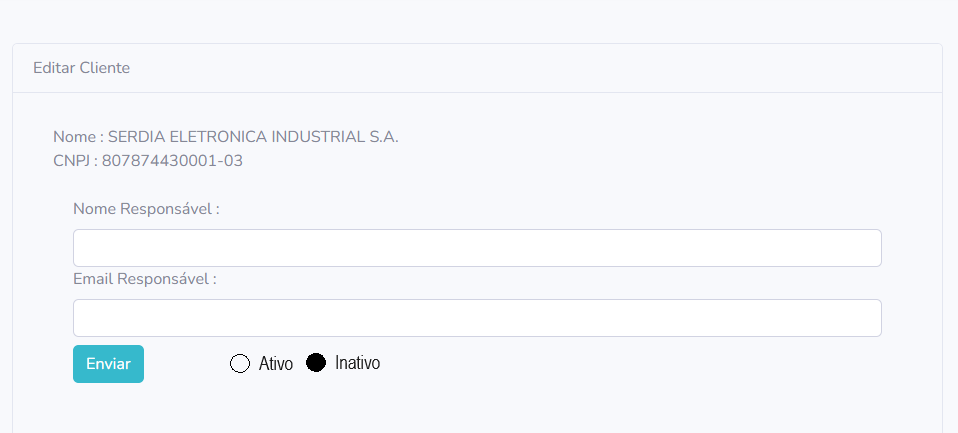 Editar Cliente
Nome : SERDIA ELETRONICA INDUSTRIAL S.A.
CNPJ : 807874430001-03
Nome Responsável :
Email Responsável :
Enviar Ativo Inativo